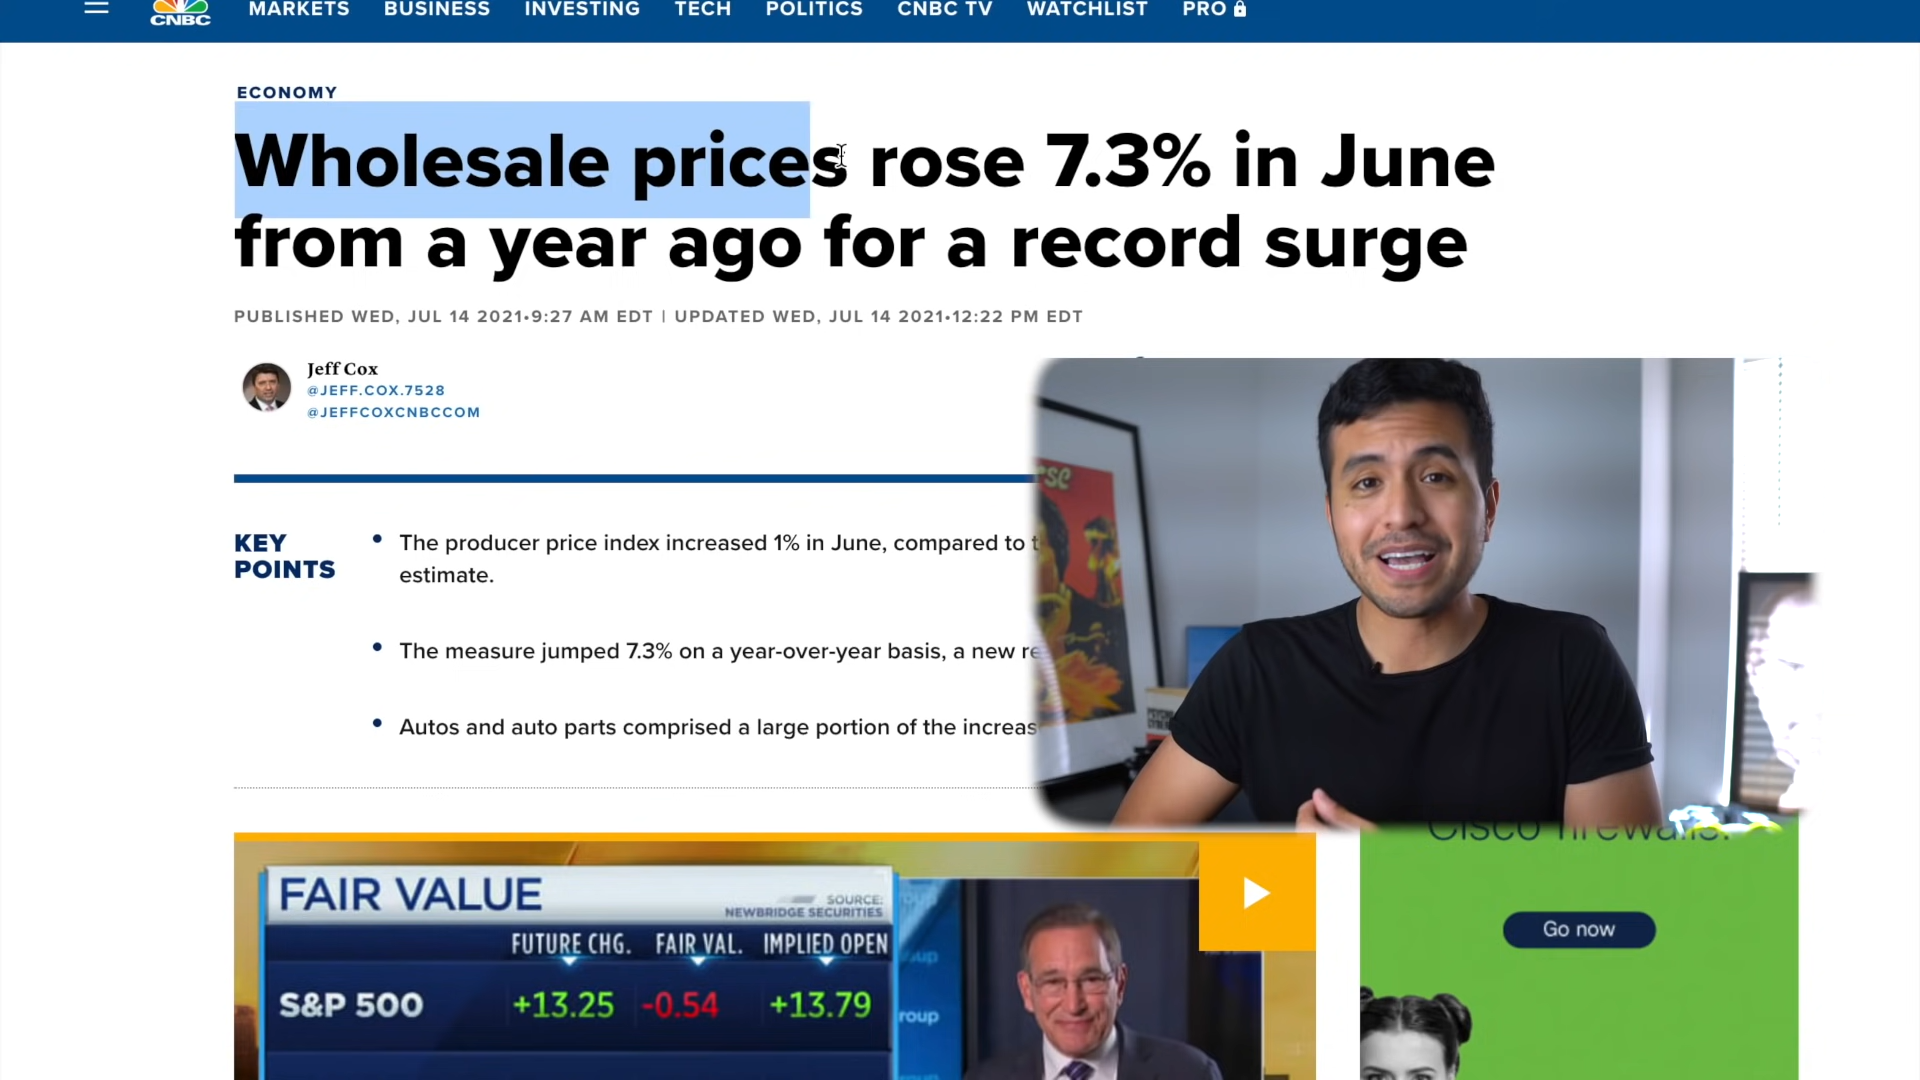 CNBC
MARKETS BUSINESS INVESTING TECH POLITICS CNBC TV WATCHLIST PRO
ECONOMY
Wholesale prices rose 7.3% in June
from a year ago for a record surge
PUBLISHED WED, JUL 14 2021•9:27 AM EDT | UPDATED WED, JUL 14 2021•12:22 PM EDT
Jeff Cox
@JEFF.COX.7528
@JEFFCOXCNBCCOM
KEY
POINTS
• The producer price index increased 1% in June, compared to
estimate.
• The measure jumped 7.3% on a year-over-year basis, a new
• Autos and auto parts comprised a large portion of the
FAIR VALUE
SOURCE:
NEWBRIDGE SECURITIES
FUTURE CHG. FAIR VAL. IMPLIED OPEN
S&P 500 +13.25 -0.54 +13.79
Cisco firewalls.
Go now